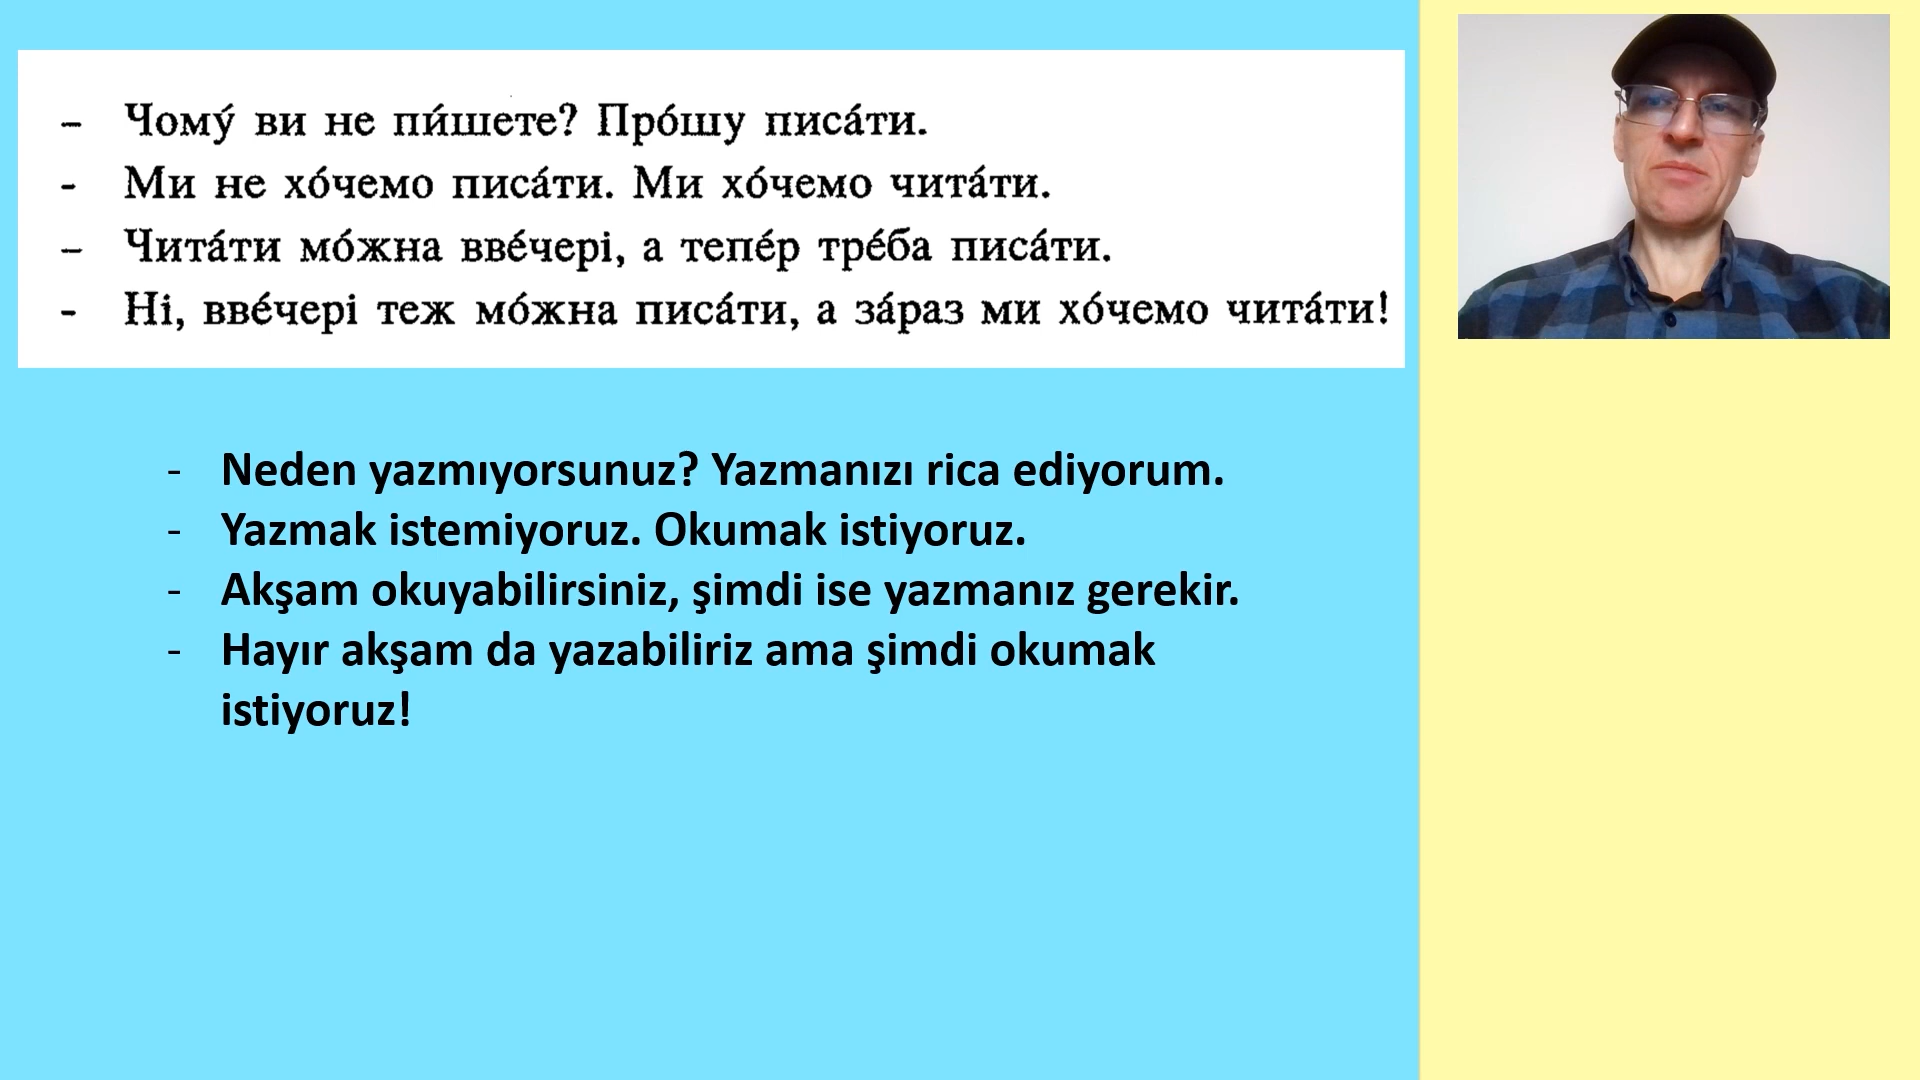 – Чому́ ви не пи́шете? Про́шу писа́ти.
- Ми не хо́чемо писа́ти. Ми хо́чемо чита́ти.
– Чита́ти мо́жна вве́чері, а тепе́р тре́ба писа́ти.
- Ні, вве́чері теж мо́жна писа́ти, а за́раз ми хо́чемо чита́ти!
- Neden yazmıyorsunuz? Yazmanızı rica ediyorum.
- Yazmak istemiyoruz. Okumak istiyoruz.
- Akşam okuyabilirsiniz, şimdi ise yazmanız gerekir.
- Hayır akşam da yazabiliriz ama şimdi okumak
istiyoruz!